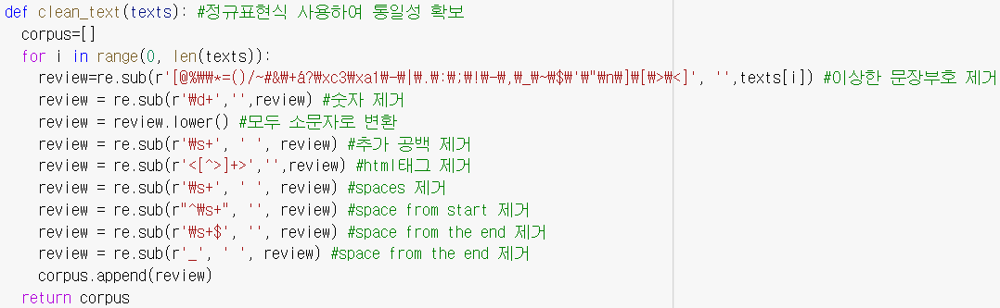 def clean_text(texts): #정규표현식 사용하여 통일성 확보
  corpus=[]
  for i in range(0, len(texts)):
    review=re.sub(r'[@%₩₩*=()/~#&₩+á?₩xc3₩xa1₩-₩|₩.₩:₩;₩!₩-₩,₩_₩~₩$₩'₩"₩n₩]₩[₩>₩<]', '',texts[i]) #이상한 문장부호 제거
    review = re.sub(r'₩d+','',review) #숫자 제거
    review = review.lower() #모두 소문자로 변환
    review = re.sub(r'₩s+', ' ', review) #추가 공백 제거
    review = re.sub(r'<[^>]+>','',review) #html태그 제거
    review = re.sub(r'₩s+', ' ', review) #spaces 제거
    review = re.sub(r"^₩s+", '', review) #space from start 제거
    review = re.sub(r'₩s+$', '', review) #space from the end 제거
    review = re.sub(r'_', ' ', review) #space from the end 제거
    corpus.append(review)
  return corpus